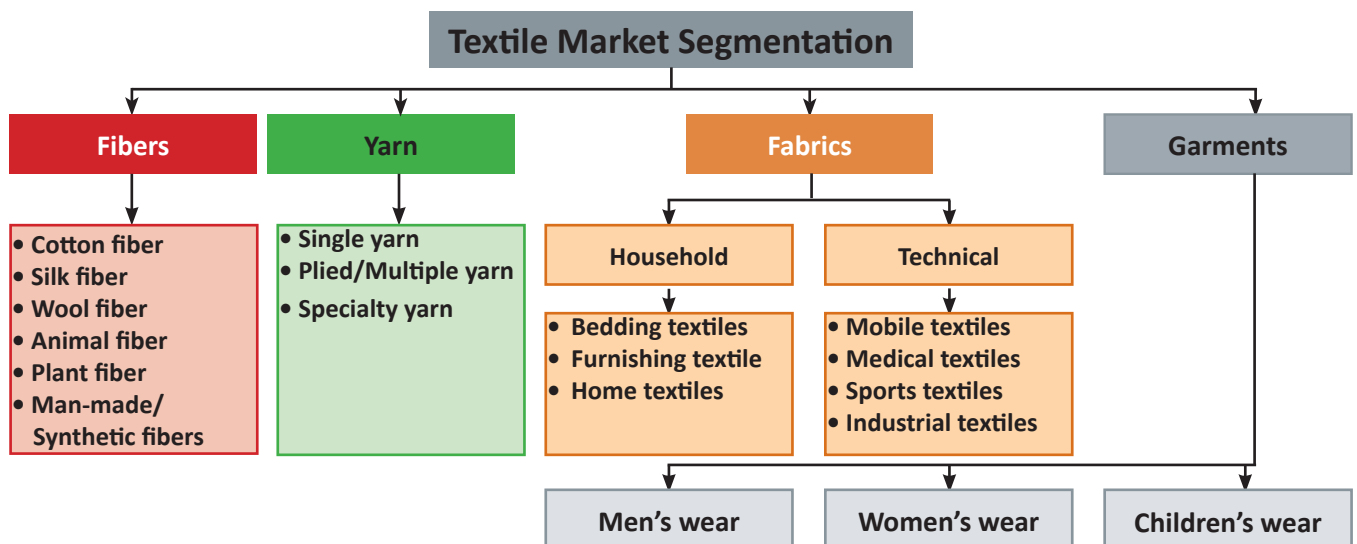 Textile Market Segmentation
Fibers
Yarn
Fabrics
Garments
• Cotton fiber
• Silk fiber
• Wool fiber
• Animal fiber
• Plant fiber
• Man-made/
Synthetic fibers
• Single yarn
• Plied/Multiple yarn
• Specialty yarn
Household
Technical
• Bedding textiles
• Furnishing textile
• Home textiles
• Mobile textiles
• Medical textiles
• Sports textiles
• Industrial textiles
Men’s wear
Women’s wear
Children’s wear